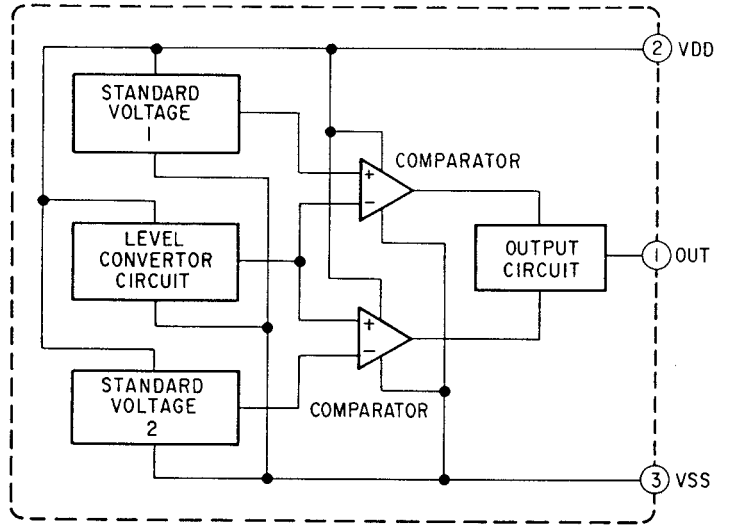 2 VDD
STANDARD
VOLTAGE
1
COMPARATOR
+
−
LEVEL
CONVERTOR
CIRCUIT
OUTPUT
CIRCUIT
1 OUT
+
−
STANDARD
VOLTAGE
2
COMPARATOR
3 VSS